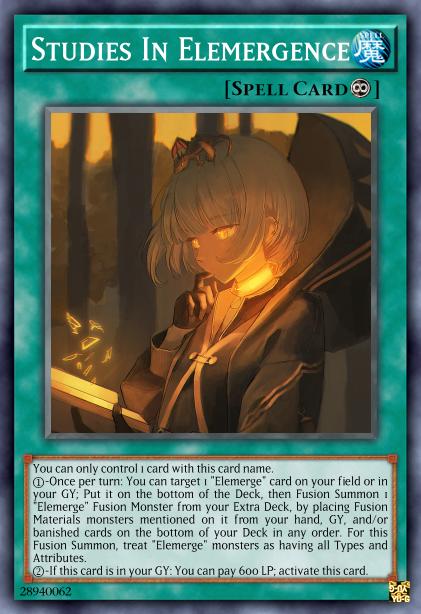 Studies In Elemergence
SPELL
魔
[Spell Card]
You can only control 1 card with this card name.
①-Once per turn: You can target 1 "Elemerge" card on your field or in
your GY; Put it on the bottom of the Deck, then Fusion Summon 1
"Elemerge" Fusion Monster from your Extra Deck, by placing Fusion
Materials monsters mentioned on it from your hand, GY, and/or
banished cards on the bottom of your Deck in any order. For this
Fusion Summon, treat "Elemerge" monsters as having all Types and
Attributes.
②-If this card is in your GY: You can pay 600 LP; activate this card.
28940062